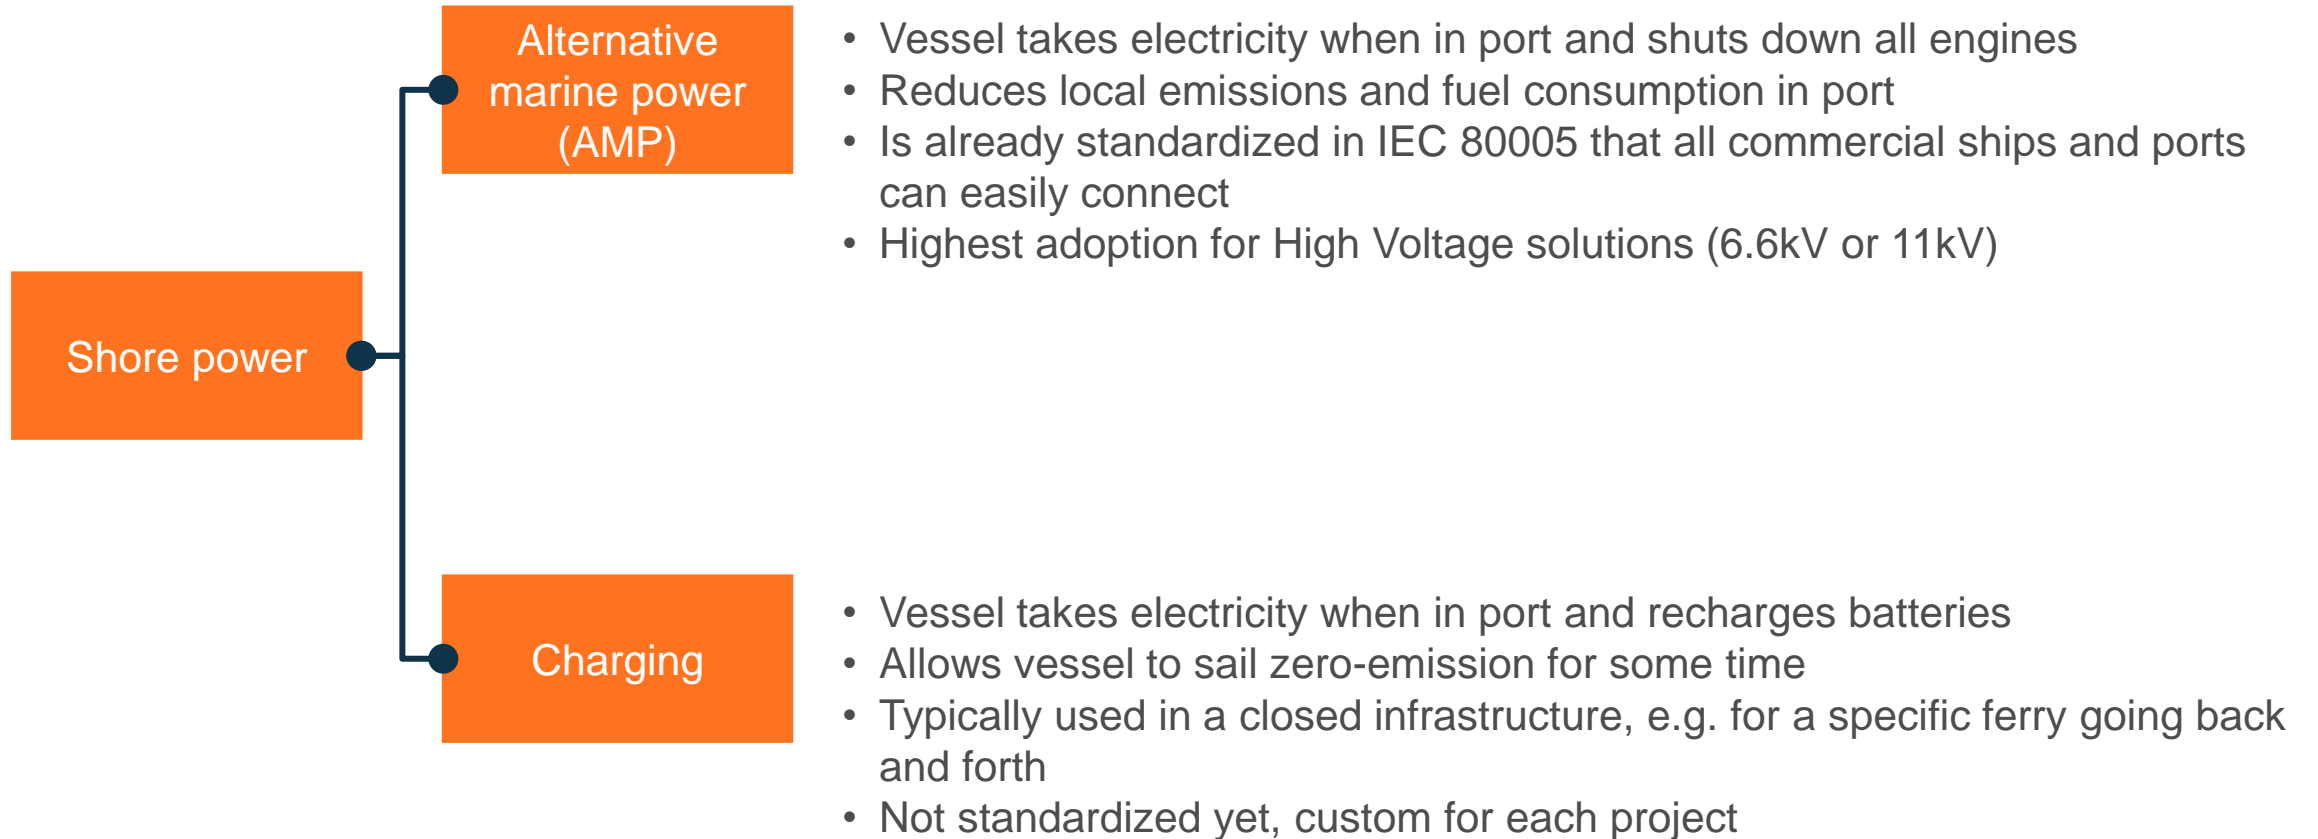 Alternative
marine power
(AMP)
• Vessel takes electricity when in port and shuts down all engines
• Reduces local emissions and fuel consumption in port
• Is already standardized in IEC 80005 that all commercial ships and ports
can easily connect
• Highest adoption for High Voltage solutions (6.6kV or 11kV)
Shore power
Charging
• Vessel takes electricity when in port and recharges batteries
• Allows vessel to sail zero-emission for some time
• Typically used in a closed infrastructure, e.g. for a specific ferry going back
and forth
• Not standardized yet, custom for each project